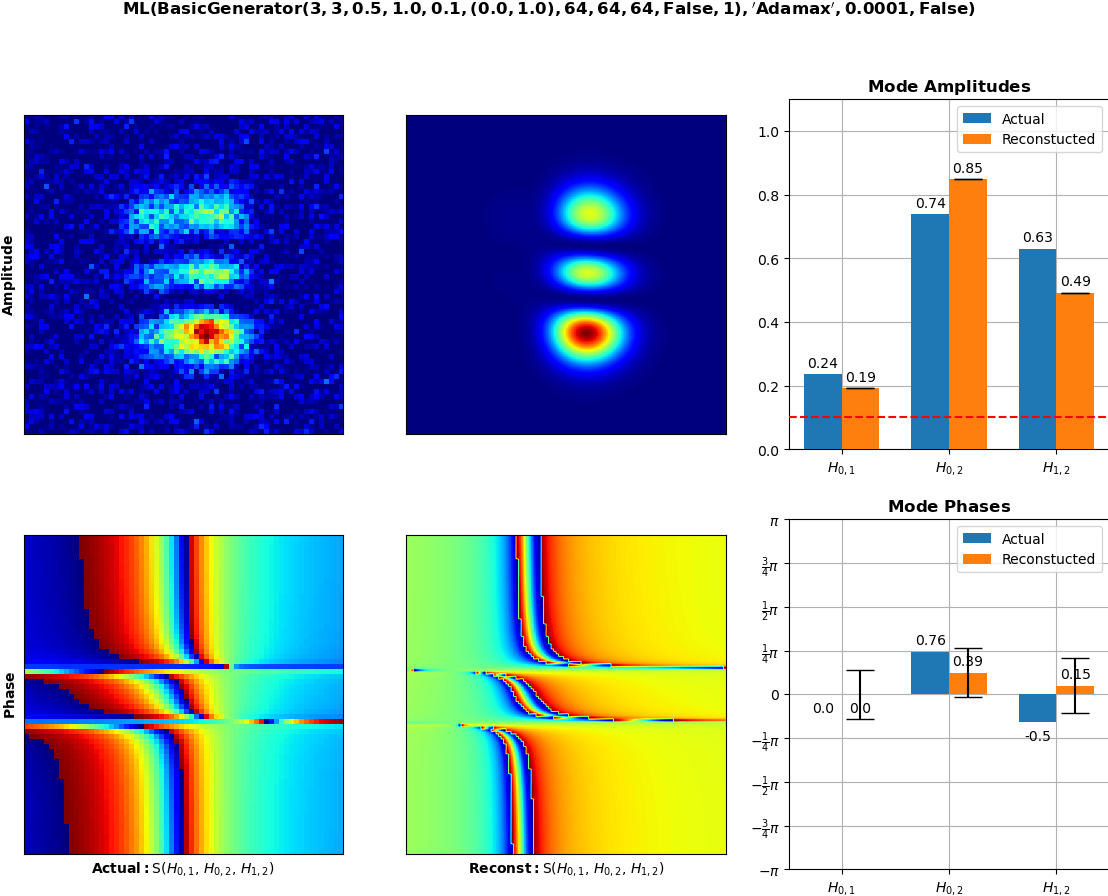 ML(BasicGenerator(3, 3, 0.5, 1.0, 0.1, (0.0, 1.0), 64, 64, 64, False, 1), ′Adamax′, 0.0001, False)
Amplitude
Mode Amplitudes
Actual
Reconstucted
1.0
0.8
0.6
0.4
0.2
0.0
0.24
0.19
0.74
0.85
0.63
0.49
H0,1
H0,2
H1,2
Phase
Actual: S(H0,1, H0,2, H1,2)
Reconst: S(H0,1, H0,2, H1,2)
Mode Phases
Actual
Reconstucted
π
3/4π
1/2π
1/4π
0
−1/4π
−1/2π
−3/4π
−π
0.0
0.0
0.76
0.39
-0.5
0.15
H0,1
H0,2
H1,2